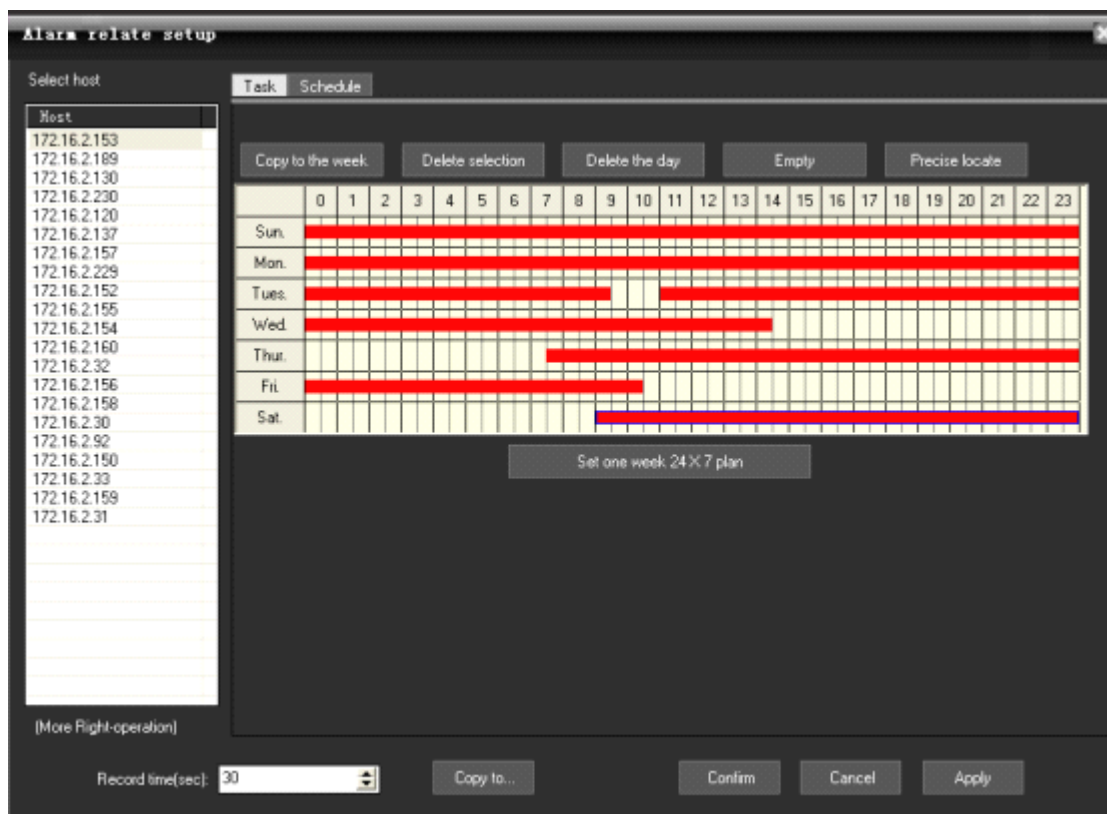 Alarm relate setup
Select host
Task Schedule
Host
172.16.2.153
172.16.2.189
172.16.2.130
172.16.2.230
172.16.2.120
172.16.2.137
172.16.2.157
172.16.2.229
172.16.2.152
172.16.2.155
172.16.2.154
172.16.2.160
172.16.2.32
172.16.2.156
172.16.2.158
172.16.2.30
172.16.2.92
172.16.2.150
172.16.2.33
172.16.2.159
172.16.2.31
Copy to the week Delete selection Delete the day Empty Precise locate
0 1 2 3 4 5 6 7 8 9 10 11 12 13 14 15 16 17 18 19 20 21 22 23
Sun.
Mon.
Tues.
Wed.
Thur.
Fri.
Sat.
Set one week 24×7 plan
(More Right-operation)
Record time(sec): 30 Copy to... Confirm Cancel Apply